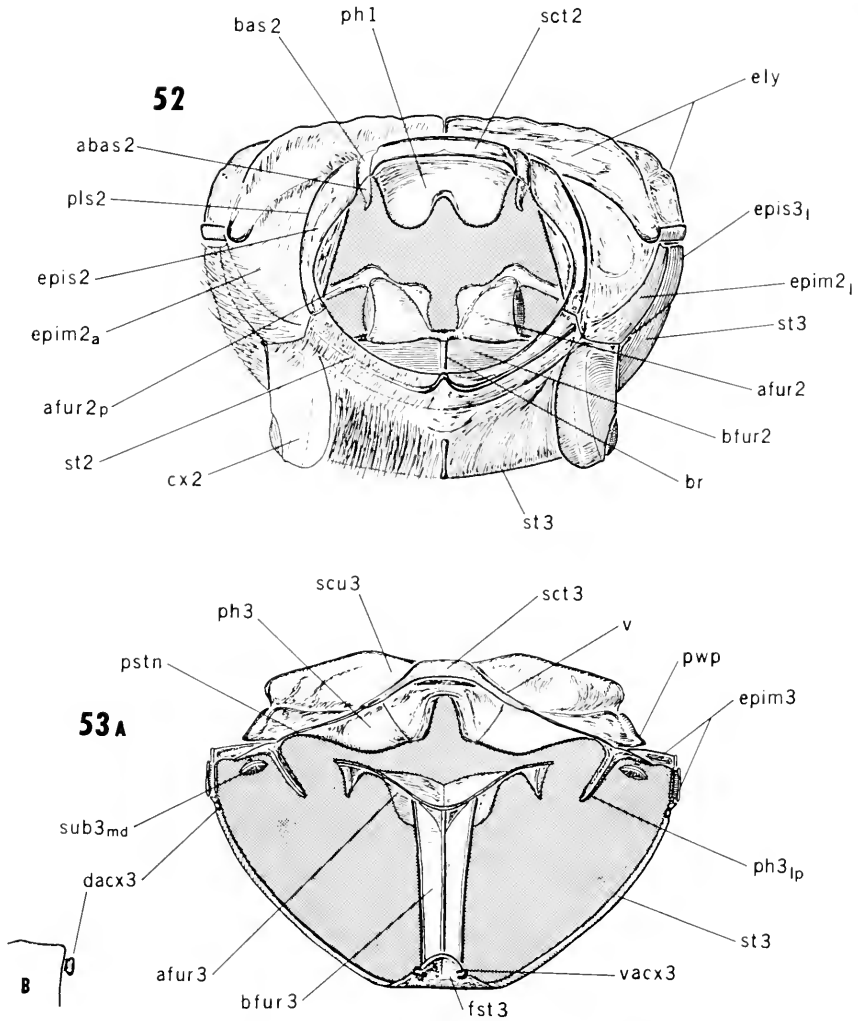 bas2
ph1
sct2
52
ely
abas2
pls2
epis3l
epis2
epim2l
epim2a
st3
afur2p
afur2
st2
bfur2
cx2
br
st3
scu3
ph3
sct3
v
pstn
pwp
53A
epim3
sub3md
dacx3
ph3lp
st3
B
afur3
bfur3
fst3
vacx3